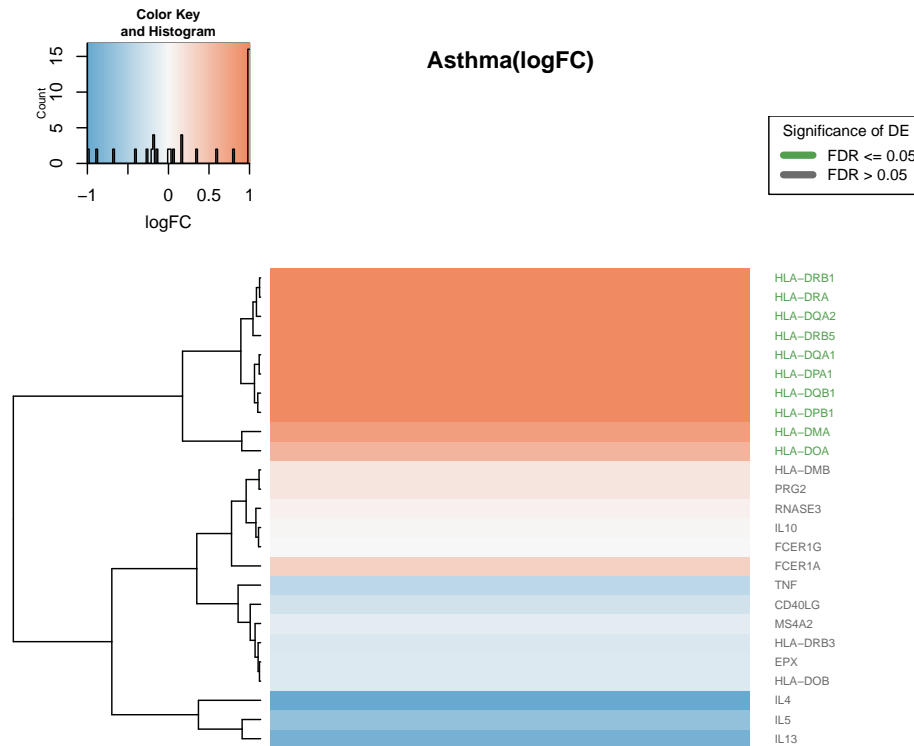 Color Key
and Histogram
Count
15
10
5
0
−1 0 0.5 1
logFC
Asthma(logFC)
Significance of DE
FDR <= 0.05
FDR > 0.05
HLA−DRB1
HLA−DRA
HLA−DQA2
HLA−DRB5
HLA−DQA1
HLA−DPA1
HLA−DQB1
HLA−DPB1
HLA−DMA
HLA−DOA
HLA−DMB
PRG2
RNASE3
IL10
FCER1G
FCER1A
TNF
CD40LG
MS4A2
HLA−DRB3
EPX
HLA−DOB
IL4
IL5
IL13